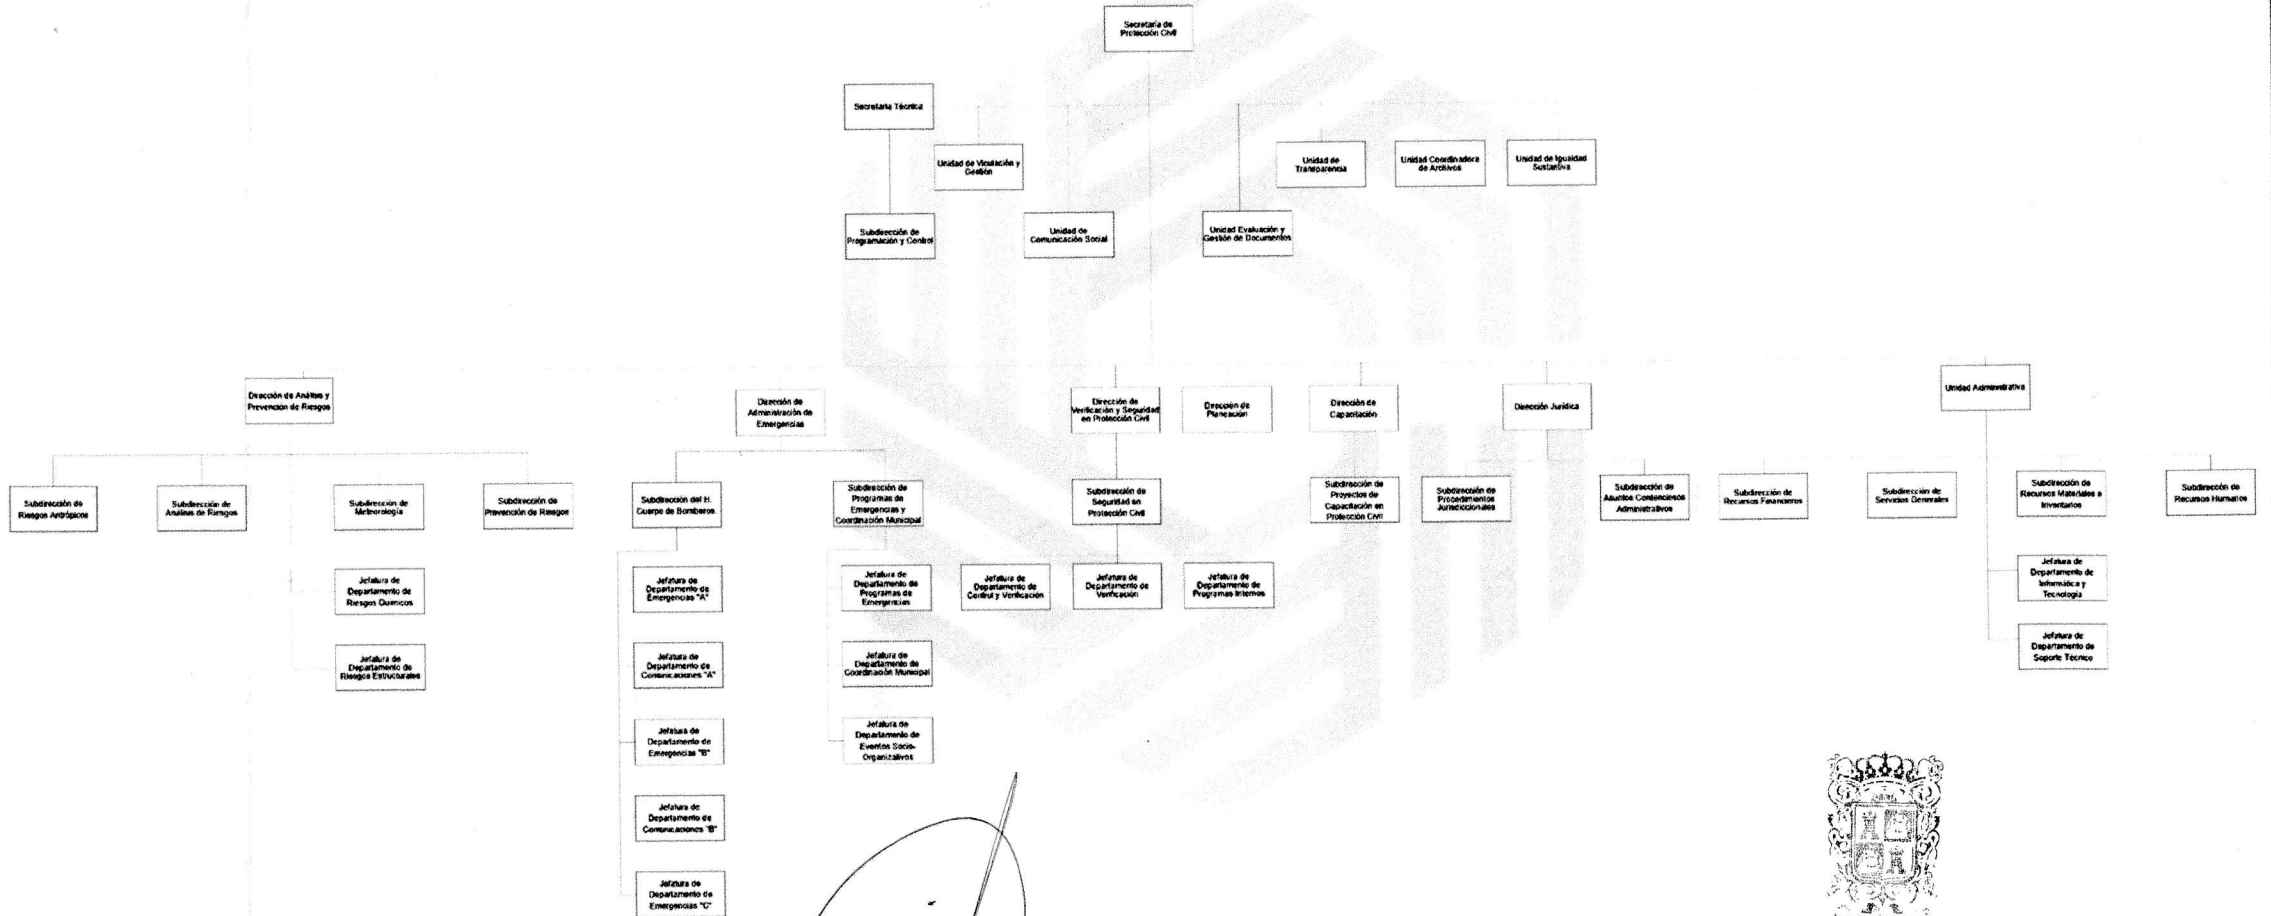 Secretaría de
Protección Civil
Secretaría Técnica
Unidad de Vinculación y
Gestión
Unidad de
Transparencia
Unidad Coordinadora
de Archivos
Unidad de Igualdad
Sustantiva
Subdirección de
Programación y Control
Unidad de
Comunicación Social
Unidad Evaluación y
Gestión de Documentos
Dirección de Análisis y
Prevención de Riesgos
Dirección de
Administración de
Emergencias
Dirección de
Verificación y Seguridad
en Protección Civil
Dirección de
Planeación
Dirección de
Capacitación
Dirección Jurídica
Unidad Administrativa
Subdirección de
Riesgos Antrópicos
Subdirección de
Análisis de Riesgos
Subdirección de
Meteorología
Subdirección de
Prevención de Riesgos
Subdirección del H.
Cuerpo de Bomberos
Subdirección de
Programas de
Emergencias y
Coordinación Municipal
Subdirección de
Seguridad en
Protección Civil
Subdirección de
Proyectos de
Capacitación en
Protección Civil
Subdirección de
Procedimientos
Jurisdiccionales
Subdirección de
Asuntos Contenciosos
Administrativos
Subdirección de
Recursos Financieros
Subdirección de
Servicios Generales
Subdirección de
Recursos Materiales e
Inventarios
Subdirección de
Recursos Humanos
Jefatura de
Departamento de
Riesgos Químicos
Jefatura de
Departamento de
Riesgos Estructurales
Jefatura de
Departamento de
Emergencias "A"
Jefatura de
Departamento de
Comunicaciones "A"
Jefatura de
Departamento de
Emergencias "B"
Jefatura de
Departamento de
Comunicaciones "B"
Jefatura de
Departamento de
Emergencias "C"
Jefatura de
Departamento de
Programas de
Emergencias
Jefatura de
Departamento de
Coordinación Municipal
Jefatura de
Departamento de
Eventos Socio-
Organizativos
Jefatura de
Departamento de
Control y Verificación
Jefatura de
Departamento de
Verificación
Jefatura de
Departamento de
Programas Internos
Jefatura de
Departamento de
Informática y
Tecnología
Jefatura de
Departamento de
Soporte Técnico